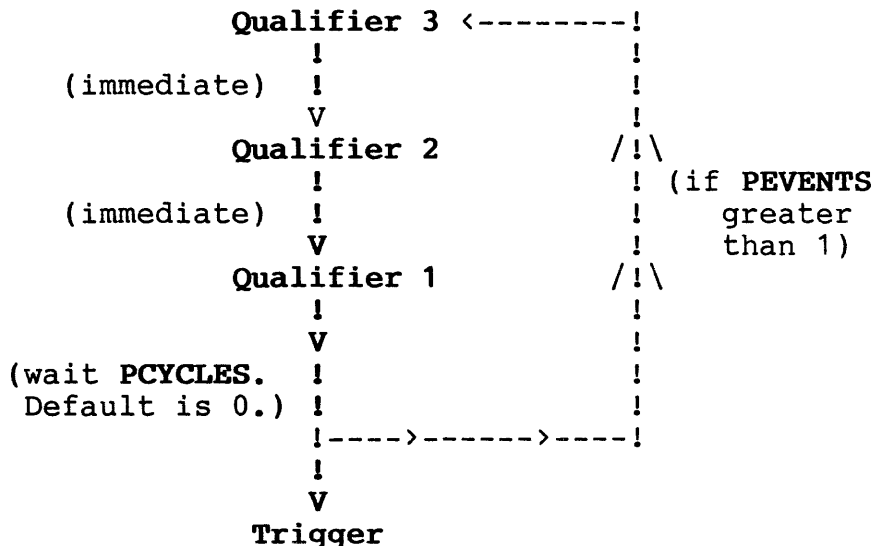 Qualifier 3 <--------!
! !
(immediate) ! !
V !
Qualifier 2 /!\
! ! (if PEVENTS
(immediate) ! ! greater
V ! than 1)
Qualifier 1 /!\
! !
V !
(wait PCYCLES. ! !
Default is 0.) ! !
!---->------>----!
!
V
Trigger